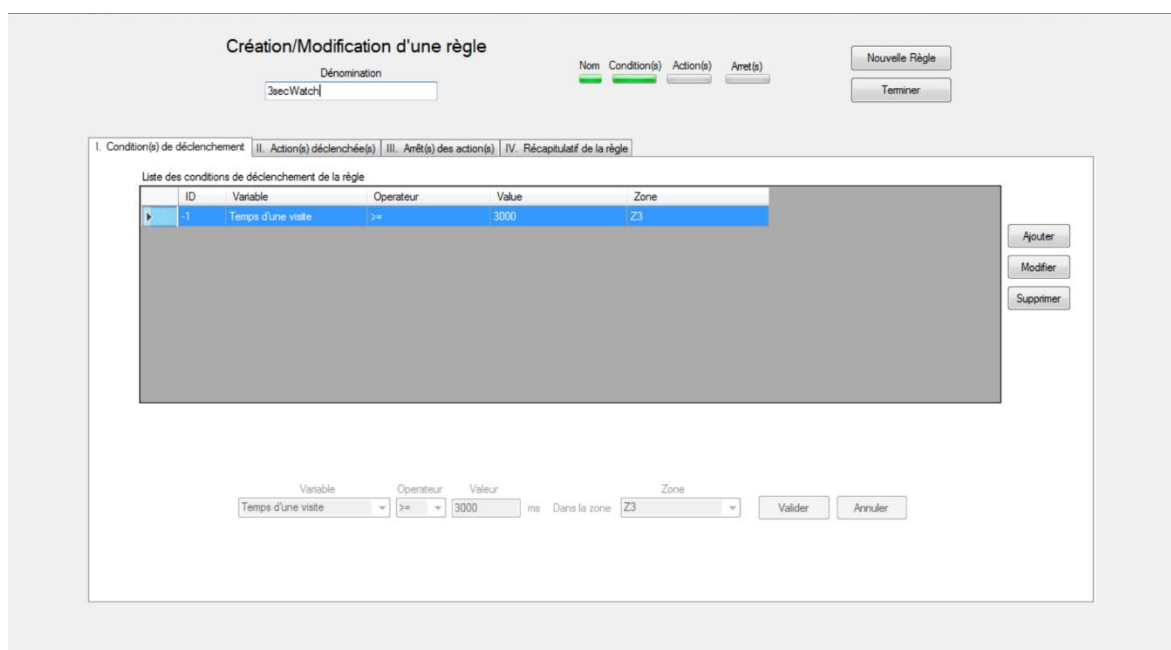 Création/Modification d'une règle
Dénomination
3secWatch
Nom Condition(s) Action(s) Arret(s)
Nouvelle Règle
Terminer
I. Condition(s) de déclenchement II. Action(s) déclenchée(s) III. Arrêt(s) des action(s) IV. Récapitulatif de la règle
Liste des conditions de déclenchement de la règle
ID Variable Operateur Value Zone
-1 Temps d'une visite >= 3000 Z3
Ajouter
Modifier
Supprimer
Variable Operateur Valeur Zone
Temps d'une visite >= 3000 ms Dans la zone Z3 Valider Annuler